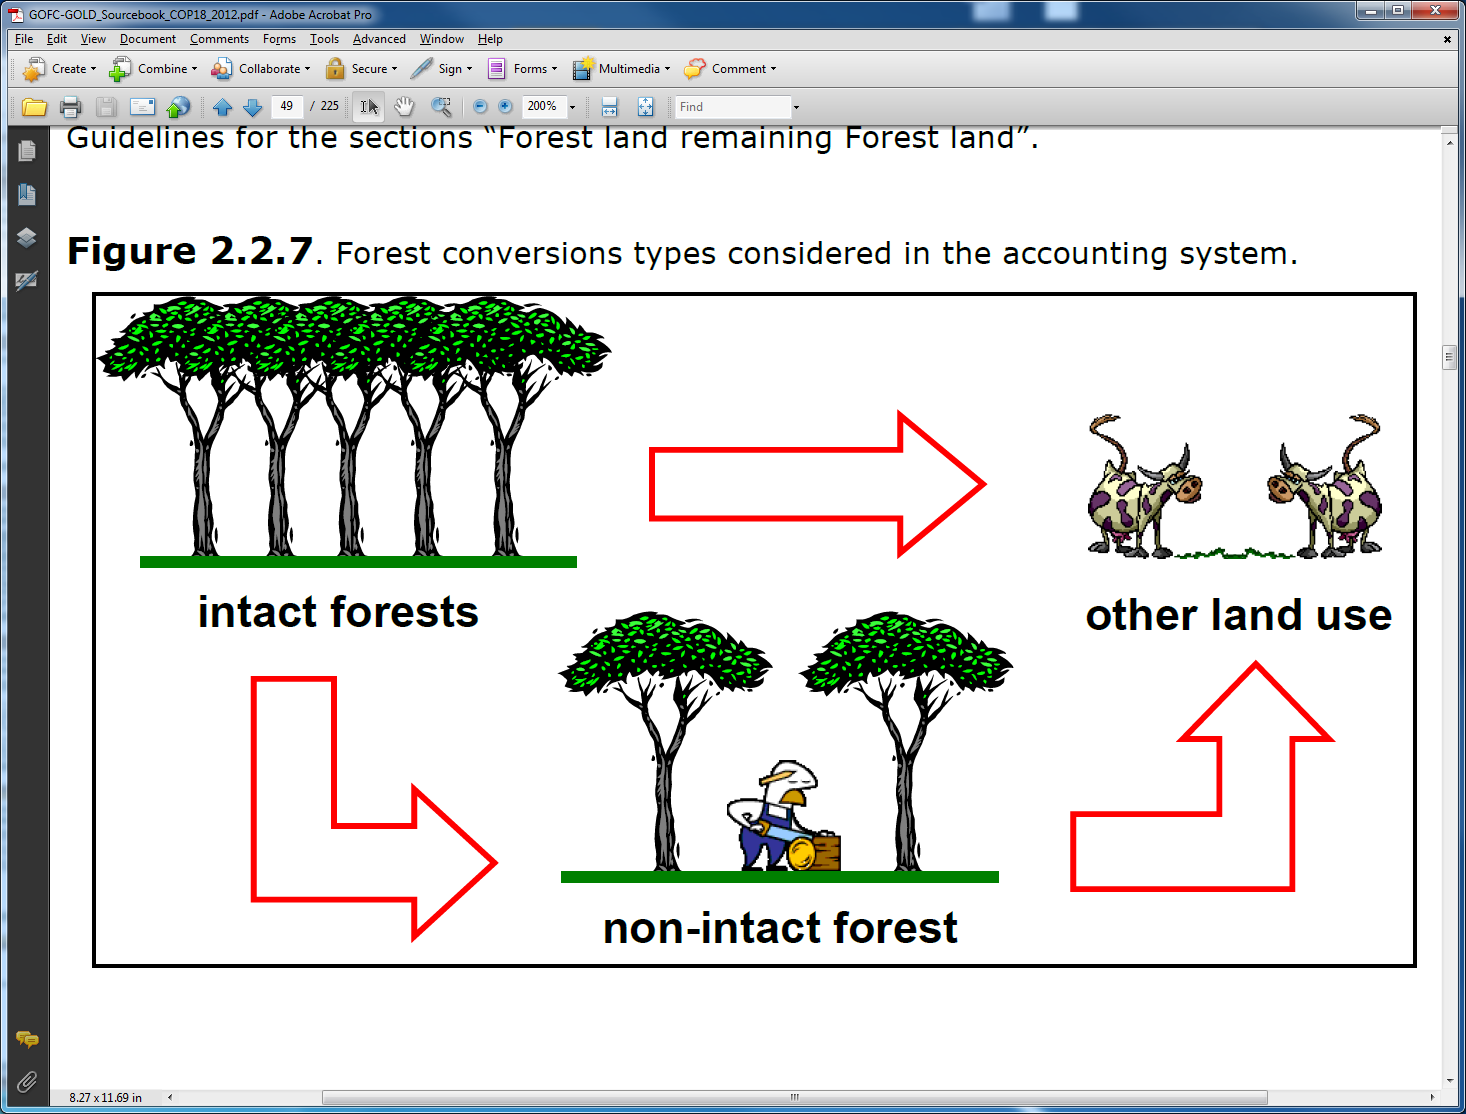 GOFC-GOLD_Sourcebook_COP18_2012.pdf - Adobe Acrobat Pro
File Edit View Document Comments Forms Tools Advanced Window Help
Create Combine Collaborate Secure Sign Forms Multimedia Comment
49 / 225 200% Find
Guidelines for the sections “Forest land remaining Forest land”.
Figure 2.2.7. Forest conversions types considered in the accounting system.
intact forests
other land use
non-intact forest
8.27 x 11.69 in